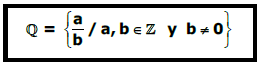 ℚ = { a/b / a, b ∈ ℤ y b ≠ 0 }